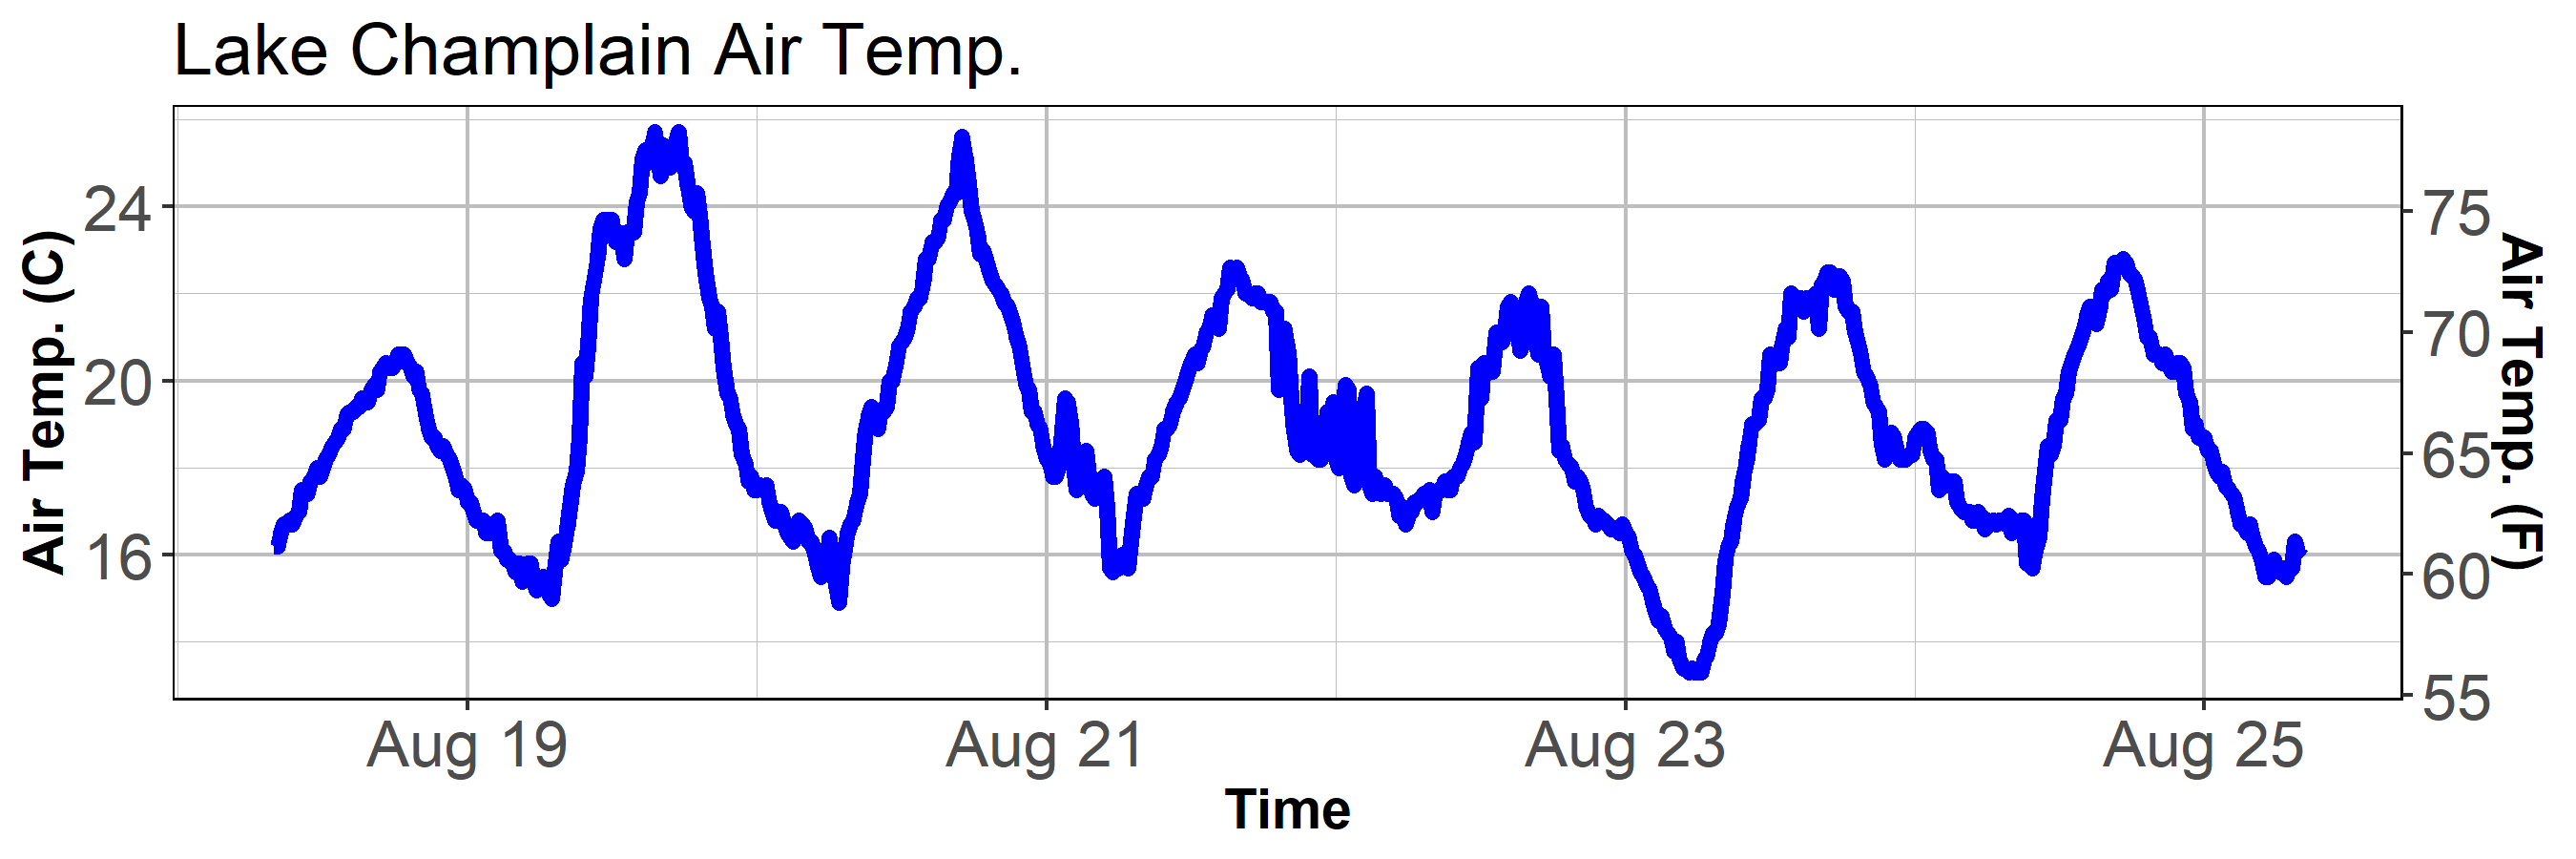 Lake Champlain Air Temp.
Air Temp. (C)
24
20
16
75
70
65
60
55
Air Temp. (F)
Aug 19
Aug 21
Aug 23
Aug 25
Time